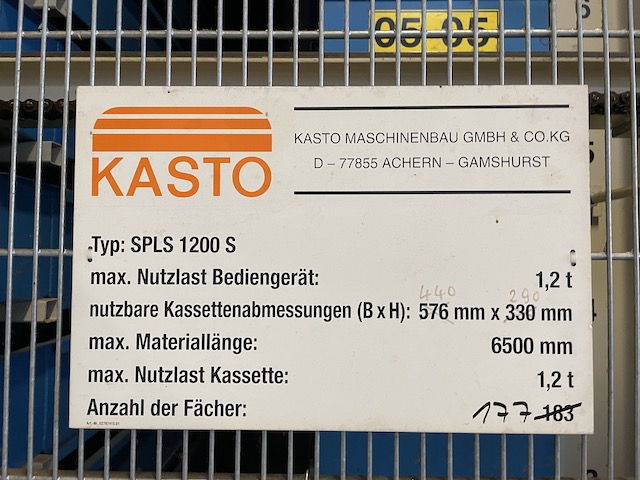 05 05
KASTO
KASTO MASCHINENBAU GMBH & CO.KG
D – 77855 ACHERN – GAMSHURST
Typ: SPLS 1200 S
max. Nutzlast Bediengerät: 1,2 t
440 290
nutzbare Kassettenabmessungen (B x H): 576 mm x 330 mm
max. Materiallänge: 6500 mm
max. Nutzlast Kassette: 1,2 t
Anzahl der Fächer: 177 183